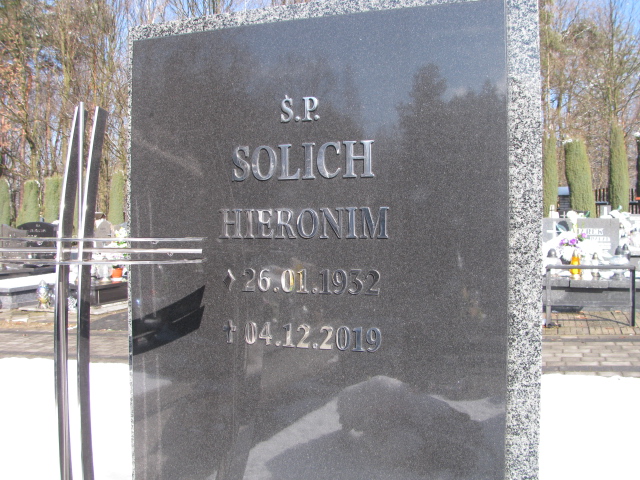 Ś.P.
SOLICH
HIERONIM
26.01.1932
✝ 04.12.2019